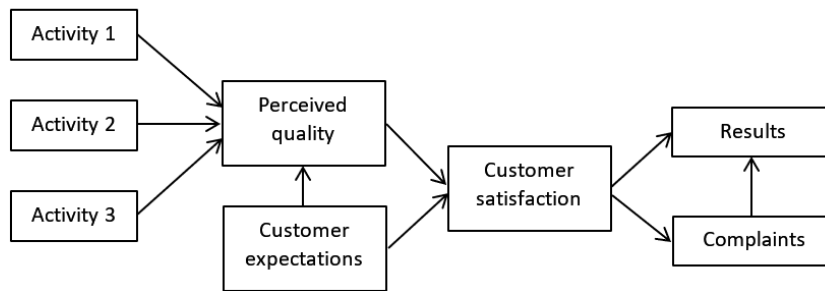 Activity 1
Activity 2
Activity 3
Perceived
quality
Customer
expectations
Customer
satisfaction
Results
Complaints